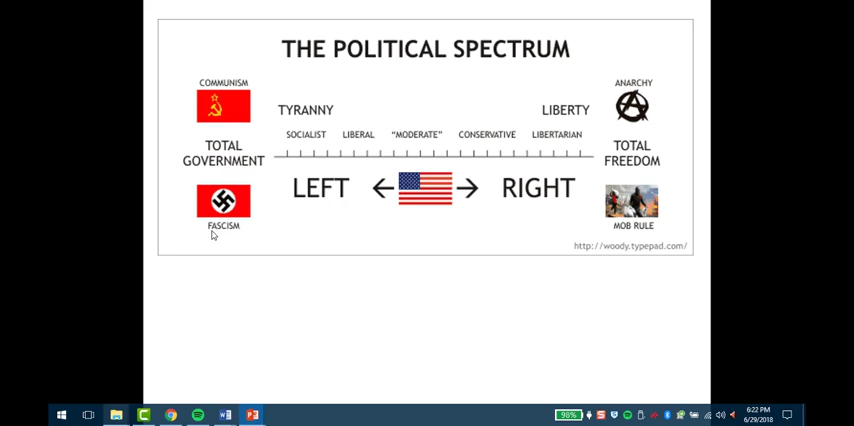 THE POLITICAL SPECTRUM
COMMUNISM
ANARCHY
TYRANNY
LIBERTY
SOCIALIST LIBERAL “MODERATE” CONSERVATIVE LIBERTARIAN
TOTAL
GOVERNMENT
TOTAL
FREEDOM
LEFT
RIGHT
FASCISM
MOB RULE
http://woody.typepad.com/
98%
6:22 PM
6/29/2018